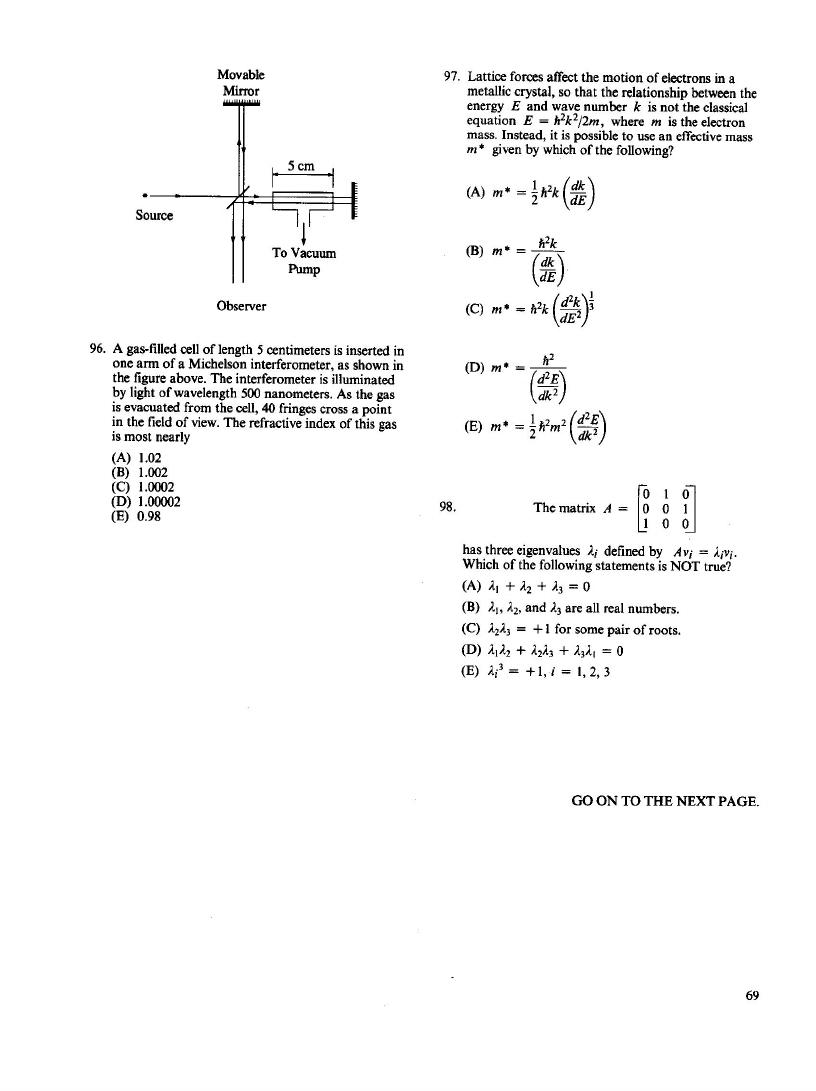 Movable
Mirror
5 cm
Source
To Vacuum
Pump
Observer
96. A gas-filled cell of length 5 centimeters is inserted in
one arm of a Michelson interferometer, as shown in
the figure above. The interferometer is illuminated
by light of wavelength 500 nanometers. As the gas
is evacuated from the cell, 40 fringes cross a point
in the field of view. The refractive index of this gas
is most nearly
(A) 1.02
(B) 1.002
(C) 1.0002
(D) 1.00002
(E) 0.98
97. Lattice forces affect the motion of electrons in a
metallic crystal, so that the relationship between the
energy E and wave number k is not the classical
equation E = ħ²k²/2m, where m is the electron
mass. Instead, it is possible to use an effective mass
m* given by which of the following?
(A) m* = 1/2 ħ²k (dk/dE)
(B) m* = ħ²k / (dk/dE)
(C) m* = ħ²k (d²k/dE²)^(1/3)
(D) m* = ħ² / (d²E/dk²)
(E) m* = 1/2 ħ²m² (d²E/dk²)
98. The matrix A = [0 1 0
0 0 1
1 0 0]
has three eigenvalues λi defined by Avi = λivi.
Which of the following statements is NOT true?
(A) λ₁ + λ₂ + λ₃ = 0
(B) λ₁, λ₂, and λ₃ are all real numbers.
(C) λ₂λ₃ = +1 for some pair of roots.
(D) λ₁λ₂ + λ₂λ₃ + λ₃λ₁ = 0
(E) λi³ = +1, i = 1, 2, 3
GO ON TO THE NEXT PAGE.
69